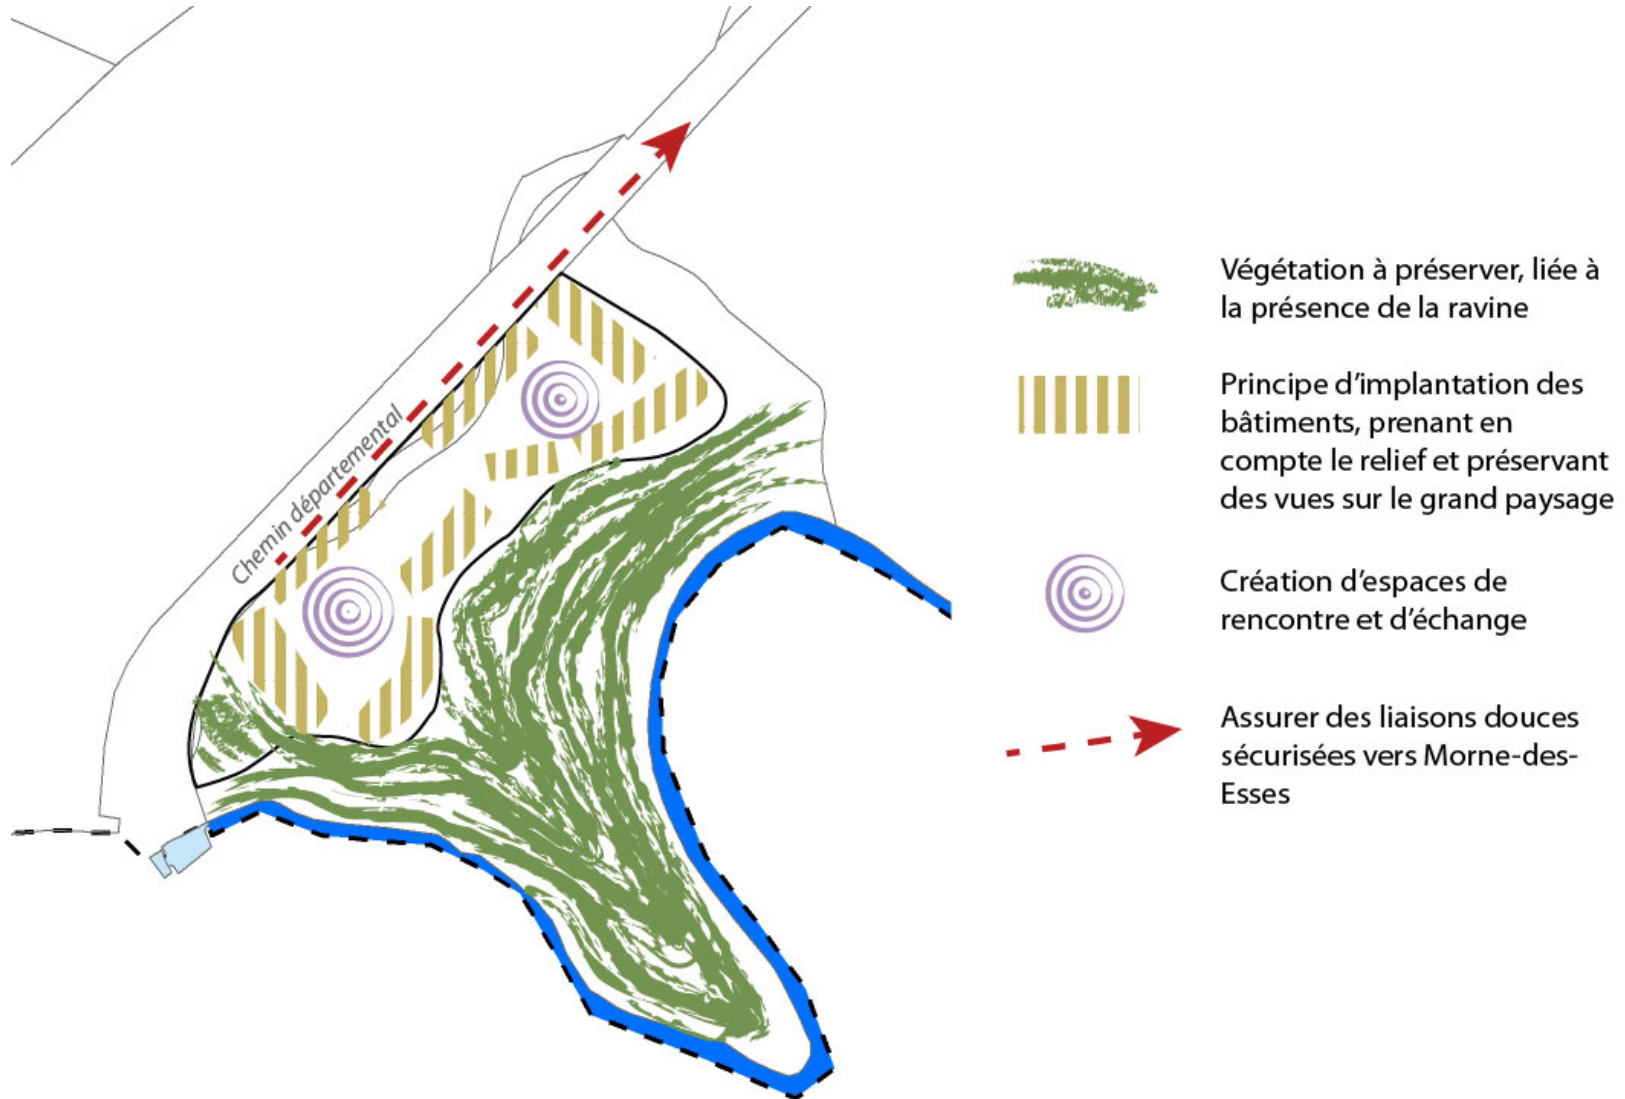 Chemin départemental
Végétation à préserver, liée à
la présence de la ravine
Principe d’implantation des
bâtiments, prenant en
compte le relief et préservant
des vues sur le grand paysage
Création d’espaces de
rencontre et d’échange
Assurer des liaisons douces
sécurisées vers Morne-des-
Esses